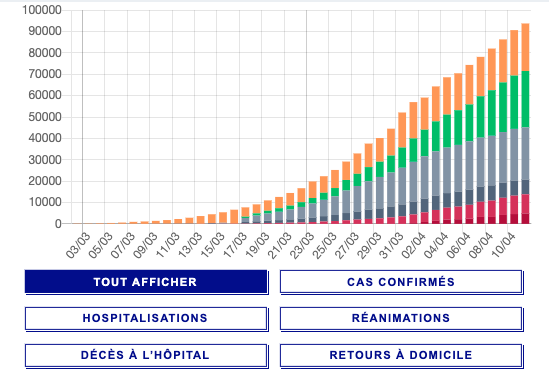 100000
90000
80000
70000
60000
50000
40000
30000
20000
10000
0
03/03 05/03 07/03 09/03 11/03 13/03 15/03 17/03 19/03 21/03 23/03 25/03 27/03 29/03 31/03 02/04 04/04 06/04 08/04 10/04
TOUT AFFICHER CAS CONFIRMÉS
HOSPITALISATIONS RÉANIMATIONS
DÉCÈS À L'HÔPITAL RETOURS À DOMICILE